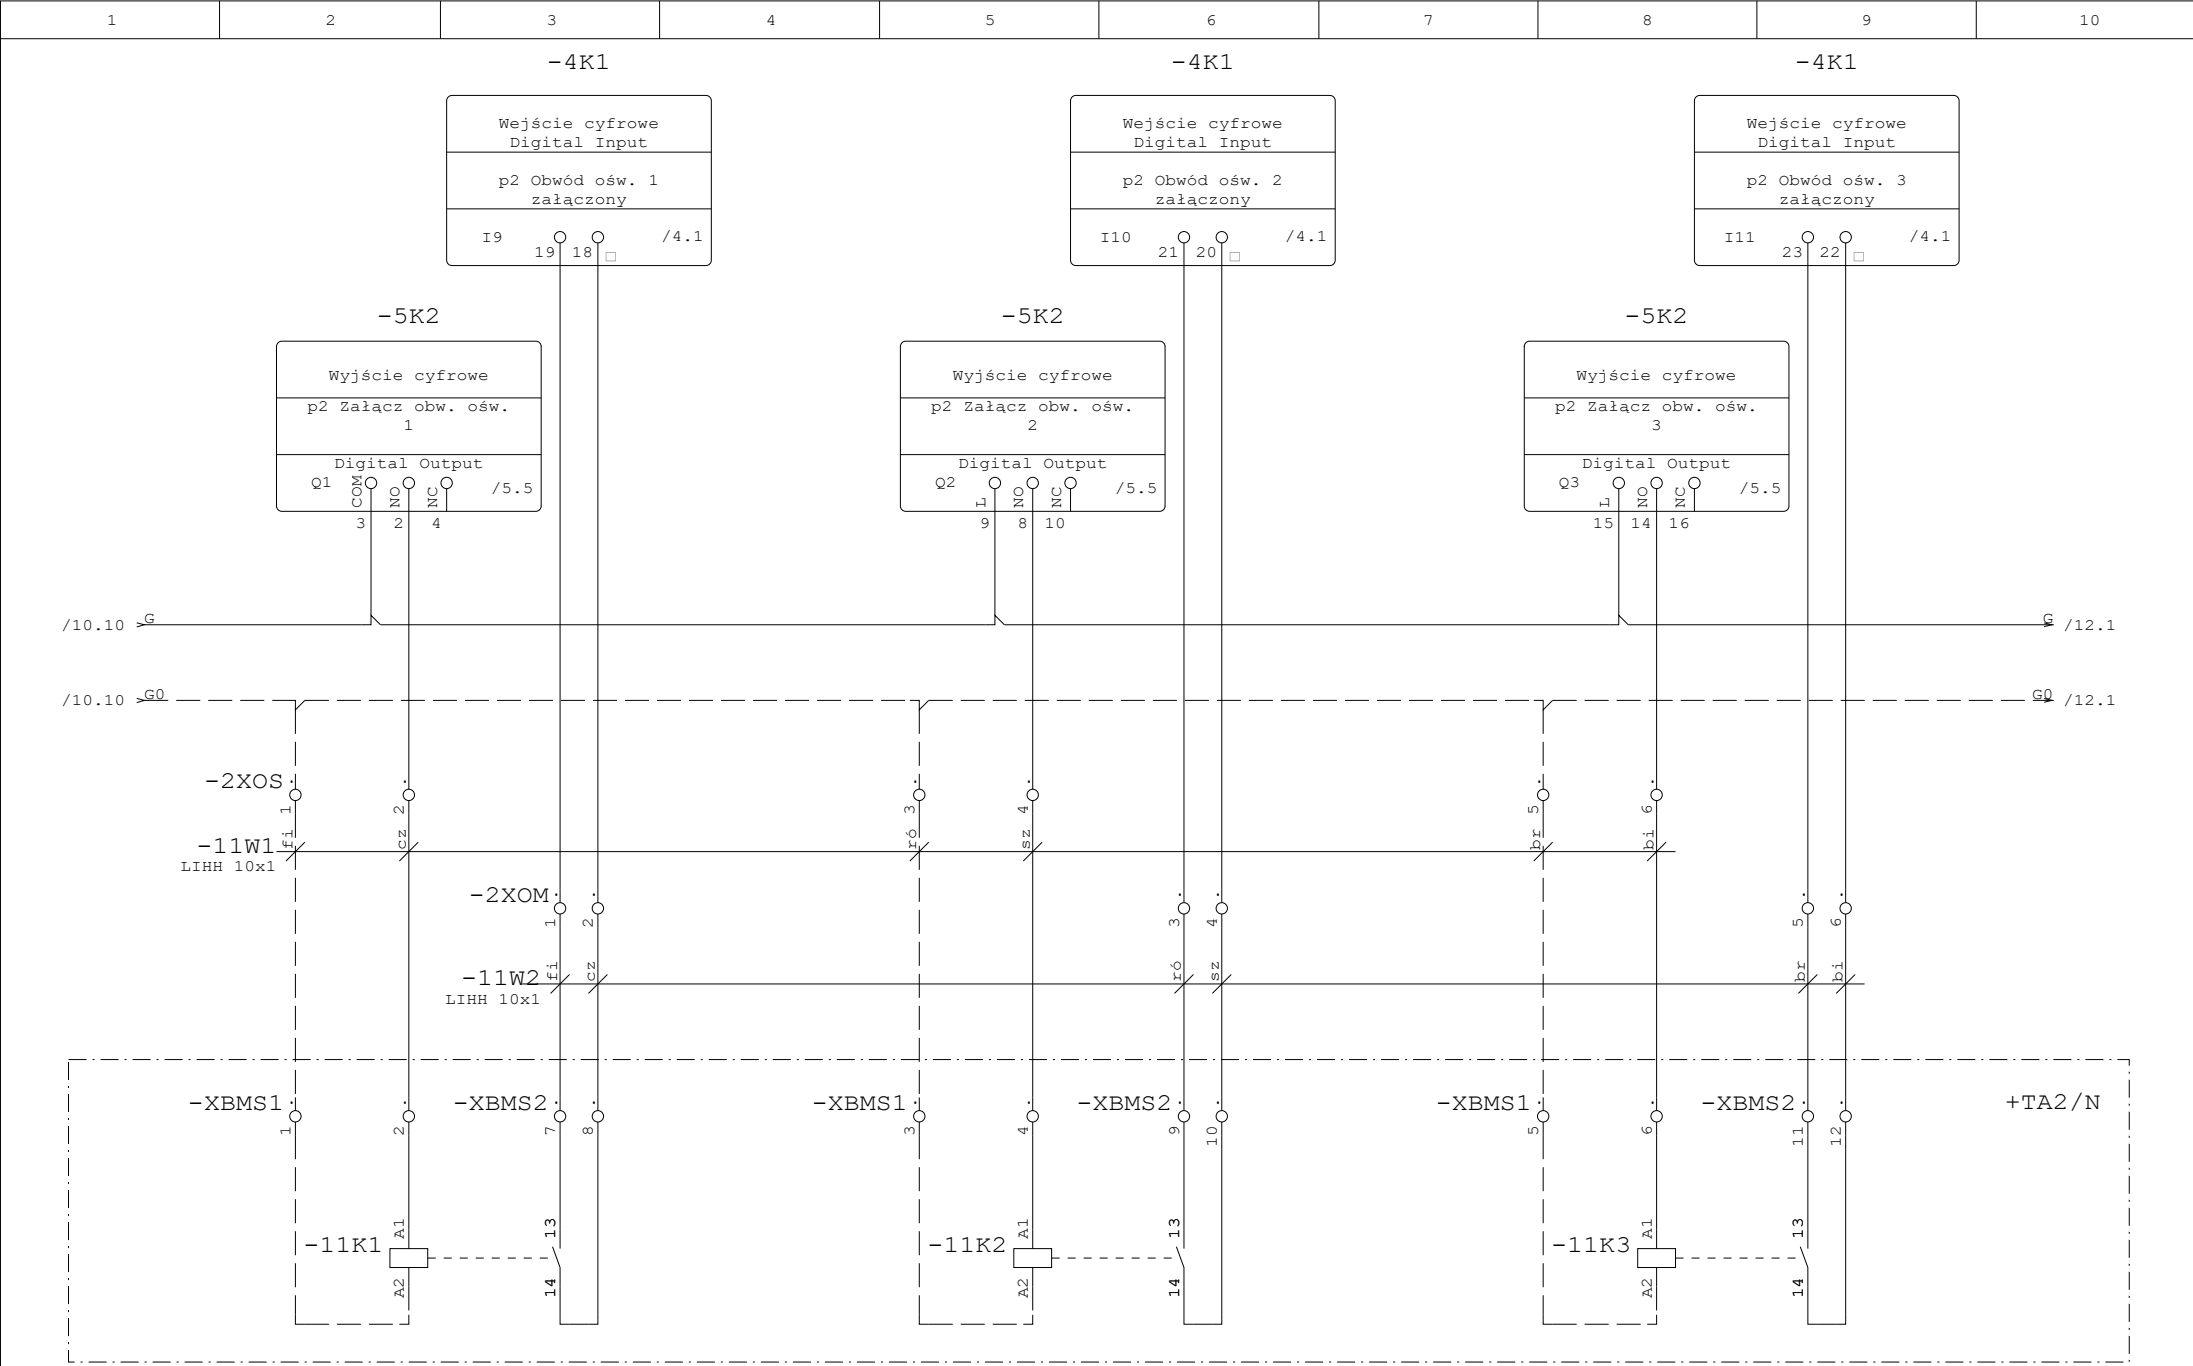 1 2 3 4 5 6 7 8 9 10
-4K1 -4K1 -4K1
Wejście cyfrowe Wejście cyfrowe Wejście cyfrowe
Digital Input Digital Input Digital Input
p2 Obwód ośw. 1 p2 Obwód ośw. 2 p2 Obwód ośw. 3
załączony załączony załączony
I9 /4.1 I10 /4.1 I11 /4.1
19 18 21 20 23 22
-5K2 -5K2 -5K2
Wyjście cyfrowe Wyjście cyfrowe Wyjście cyfrowe
p2 Załącz obw. ośw. p2 Załącz obw. ośw. p2 Załącz obw. ośw.
1 2 3
Digital Output Digital Output Digital Output
Q1 COM NO NC /5.5 Q2 L NO NC /5.5 Q3 L NO NC /5.5
3 2 4 9 8 10 15 14 16
/10.10 G G /12.1
/10.10 G0 G0 /12.1
-2XOS
1 2 3 4 5 6
-11W1 fi cz ró sz br bi
LIHH 10x1
-2XOM
1 2 3 4 5 6
-11W2 fi cz ró sz br bi
LIHH 10x1
-XBMS1 -XBMS2 -XBMS1 -XBMS2 -XBMS1 -XBMS2 +TA2/N
1 2 7 8 3 4 9 10 5 6 11 12
A1 13 A1 13 A1 13
-11K1 -11K2 -11K3
A2 14 A2 14 A2 14